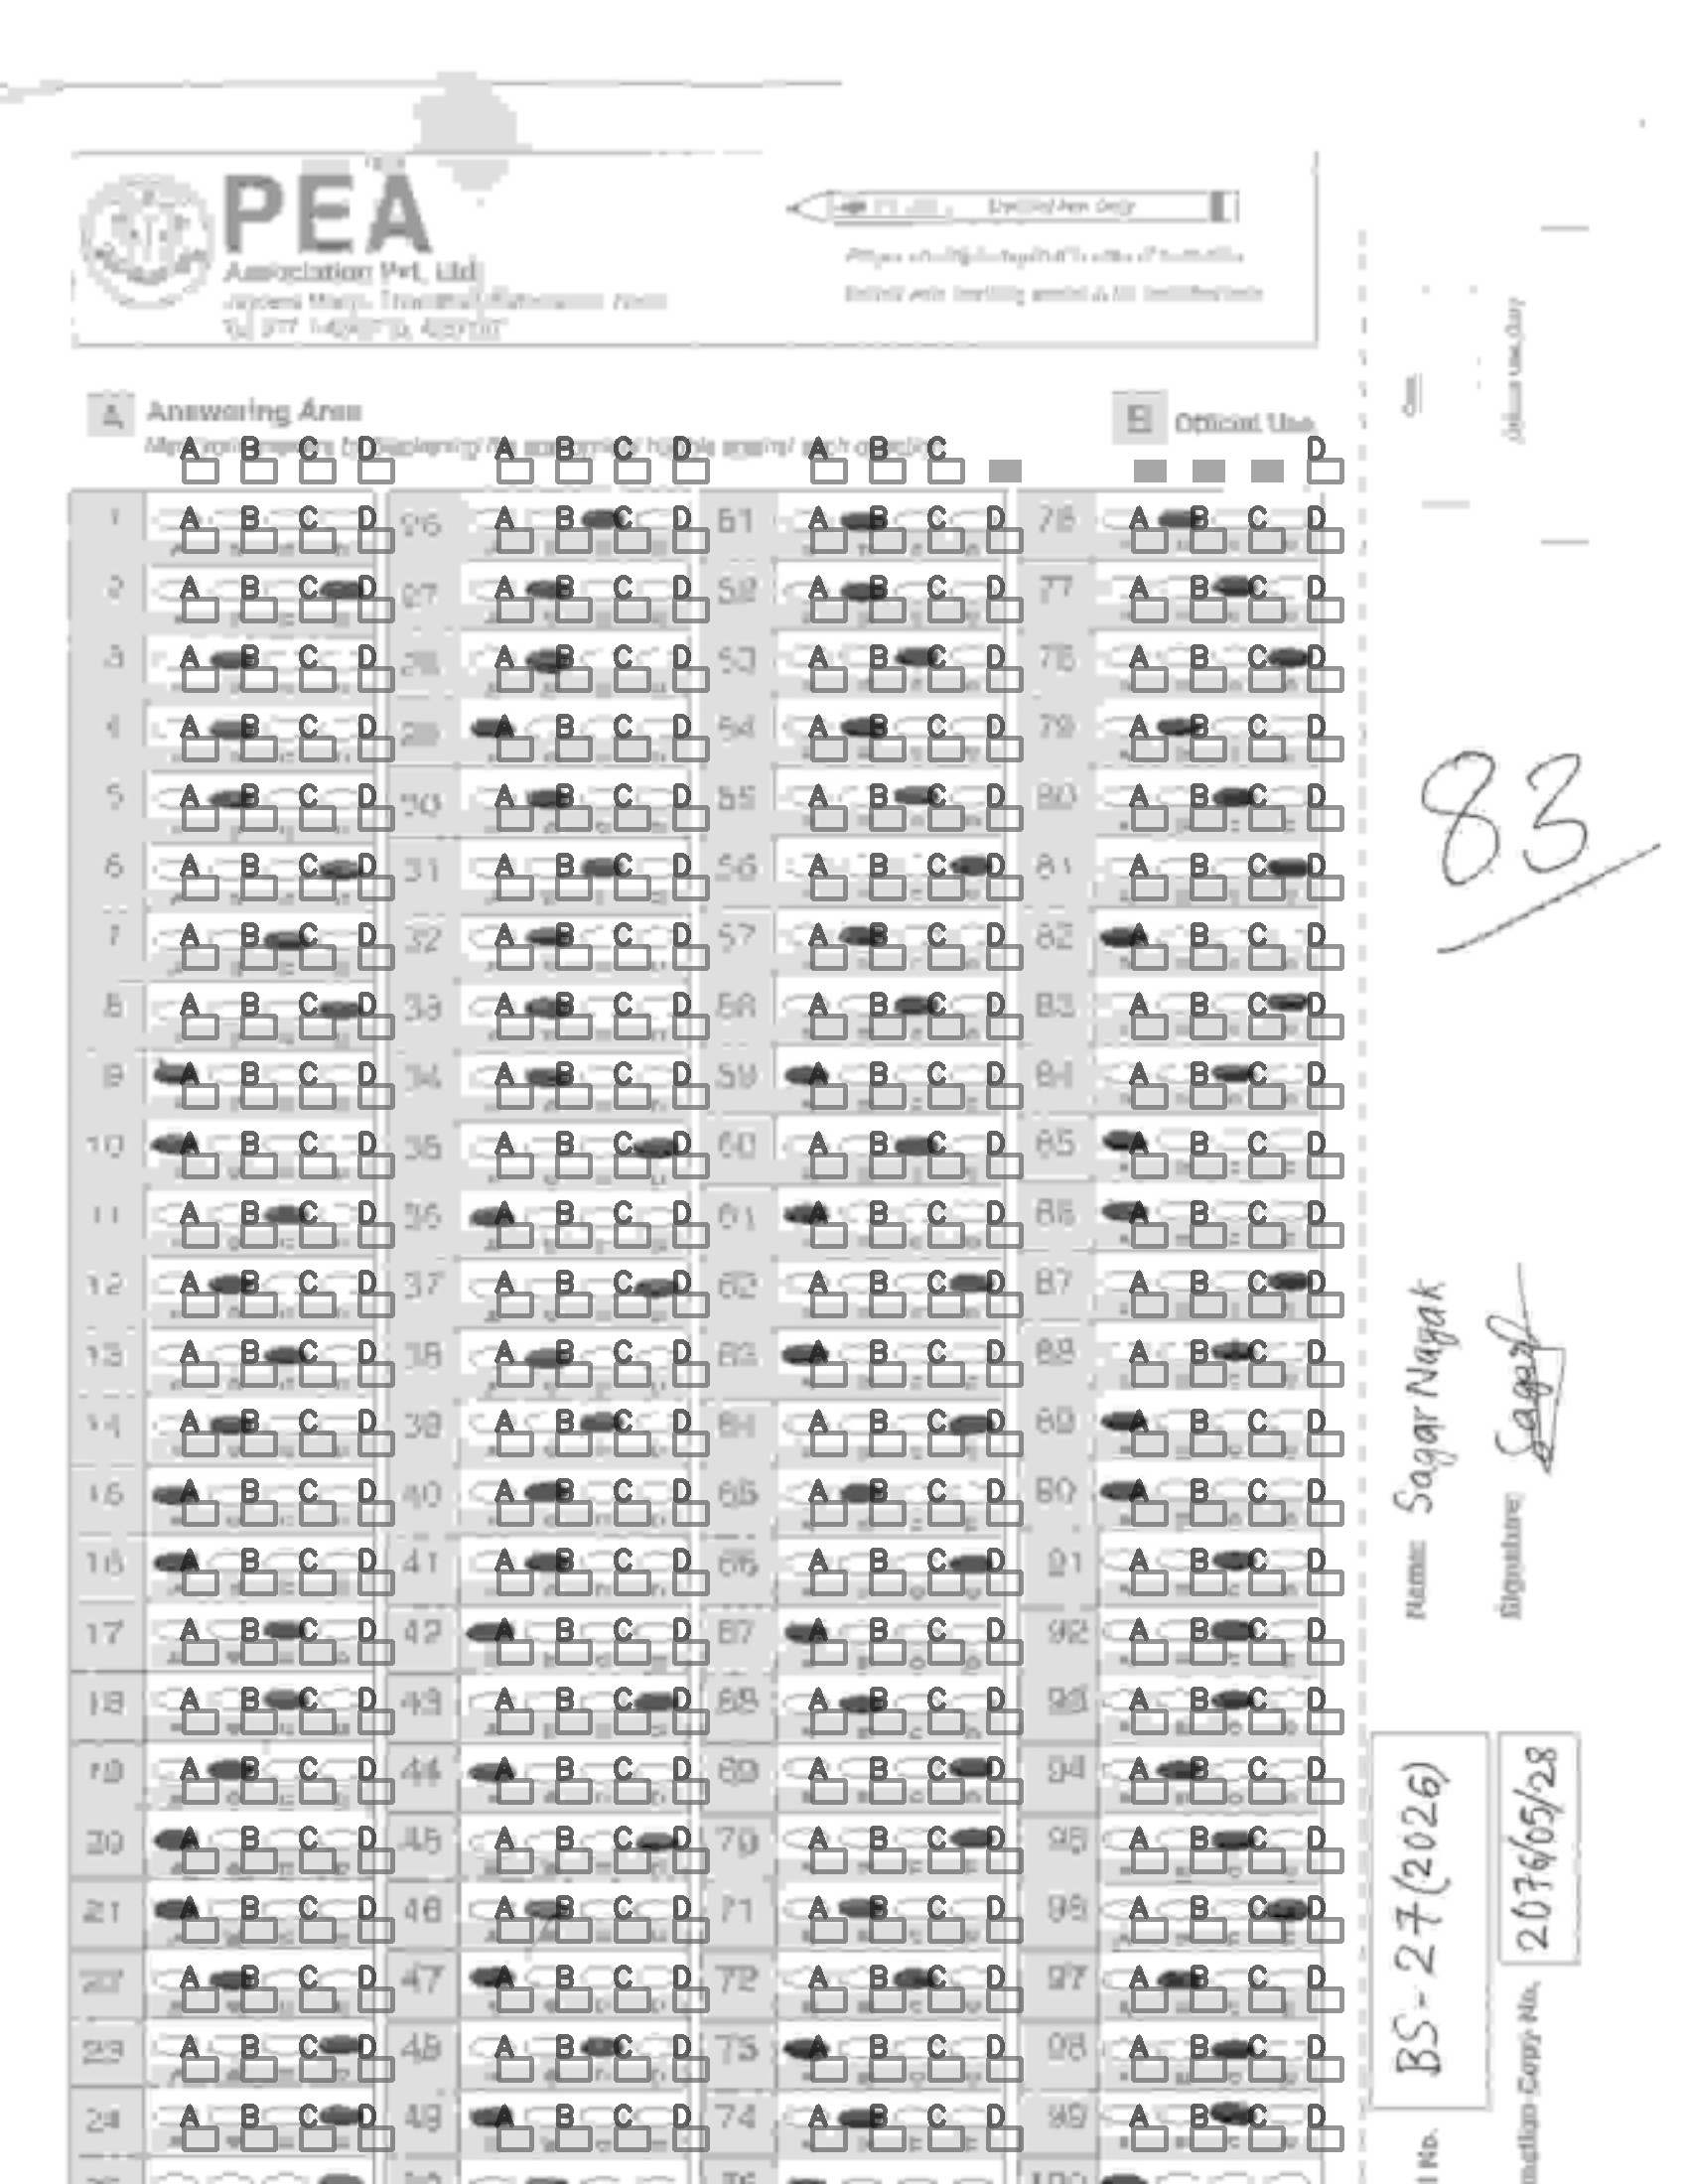 PEA
Association Pvt. Ltd
A Answering Area
B Official Use
A B C D A B C D A B C D
1 A B C D 26 A B C D 51 A B C D 76 A B C D
2 A B C D 27 A B C D 52 A B C D 77 A B C D
3 A B C D 28 A B C D 53 A B C D 78 A B C D
4 A B C D 29 A B C D 54 A B C D 79 A B C D
5 A B C D 30 A B C D 55 A B C D 80 A B C D
6 A B C D 31 A B C D 56 A B C D 81 A B C D
7 A B C D 32 A B C D 57 A B C D 82 A B C D
8 A B C D 33 A B C D 58 A B C D 83 A B C D
9 A B C D 34 A B C D 59 A B C D 84 A B C D
10 A B C D 35 A B C D 60 A B C D 85 A B C D
11 A B C D 36 A B C D 61 A B C D 86 A B C D
12 A B C D 37 A B C D 62 A B C D 87 A B C D
13 A B C D 38 A B C D 63 A B C D 88 A B C D
14 A B C D 39 A B C D 64 A B C D 89 A B C D
15 A B C D 40 A B C D 65 A B C D 90 A B C D
16 A B C D 41 A B C D 66 A B C D 91 A B C D
17 A B C D 42 A B C D 67 A B C D 92 A B C D
18 A B C D 43 A B C D 68 A B C D 93 A B C D
19 A B C D 44 A B C D 69 A B C D 94 A B C D
20 A B C D 45 A B C D 70 A B C D 95 A B C D
21 A B C D 46 A B C D 71 A B C D 96 A B C D
22 A B C D 47 A B C D 72 A B C D 97 A B C D
23 A B C D 48 A B C D 73 A B C D 98 A B C D
24 A B C D 49 A B C D 74 A B C D 99 A B C D
83
Name: Sagar Nayak
Signature: Sagar
BS-27(2026)
2076/05/28
Copy No.